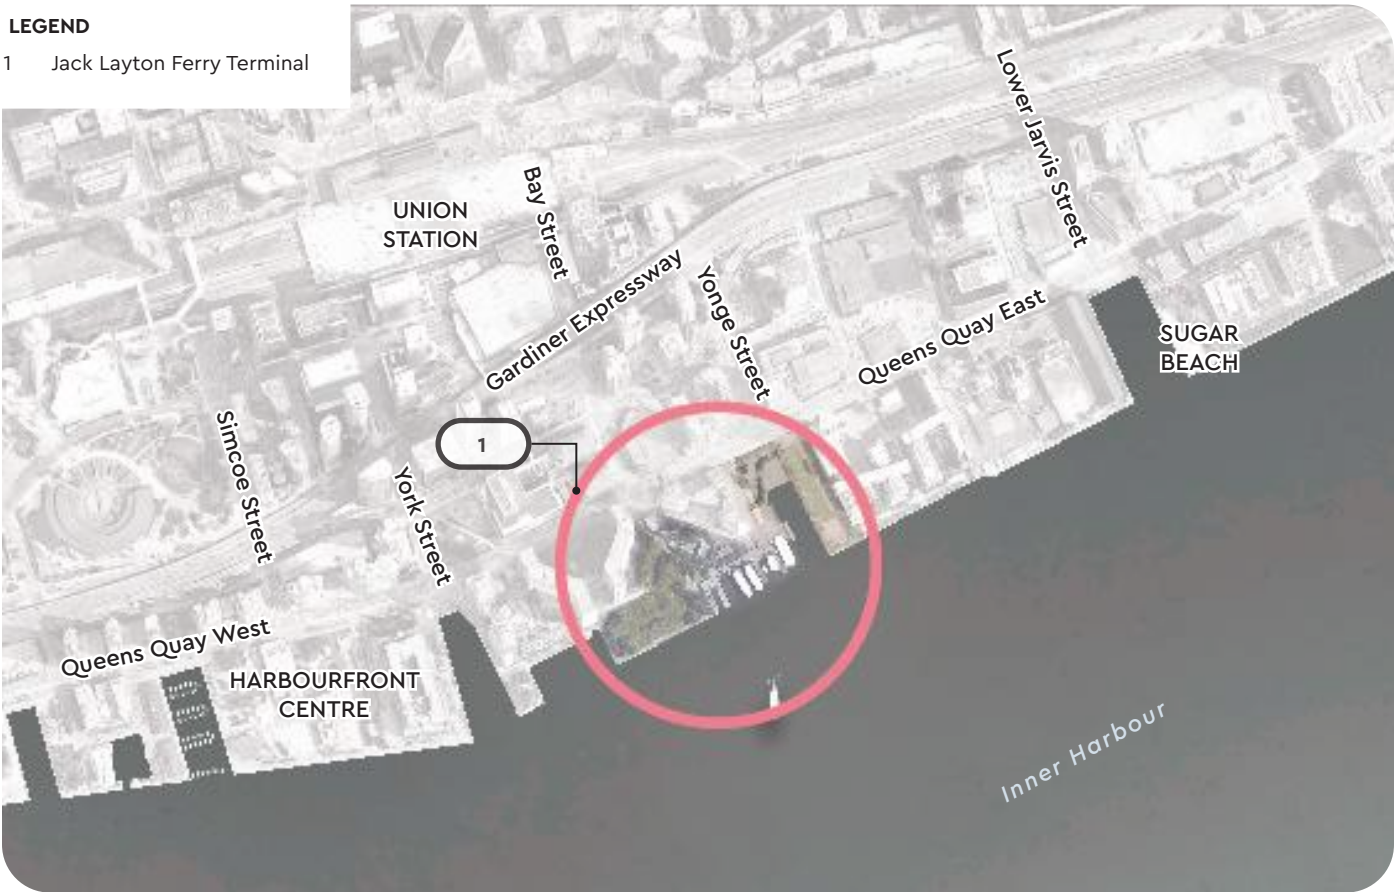 LEGEND
1 Jack Layton Ferry Terminal
Lower Jarvis Street
Bay Street
UNION
STATION
Gardiner Expressway
Yonge Street
Queens Quay East
SUGAR
BEACH
1
Simcoe Street
York Street
Queens Quay West
HARBOURFRONT
CENTRE
Inner Harbour